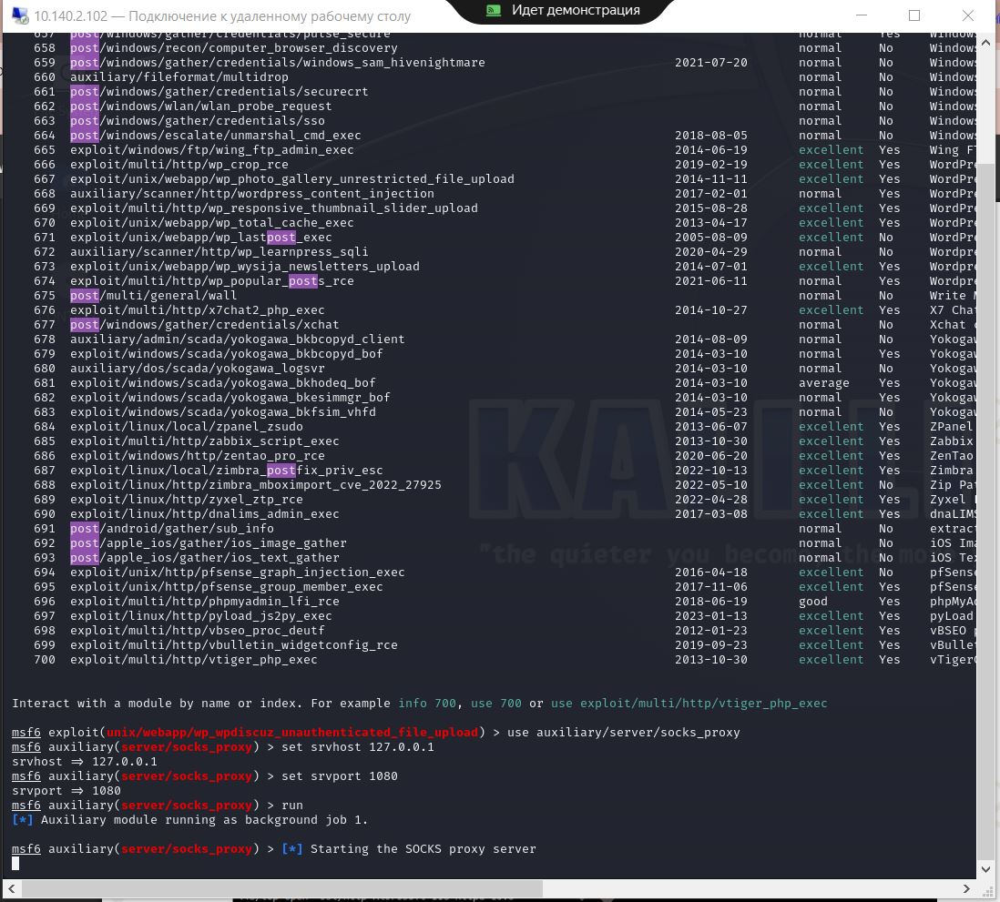 10.140.2.102 — Подключение к удаленному рабочему столу
Идет демонстрация
657 post/windows/gather/credentials/pulse_secure normal Yes Windows
658 post/windows/recon/computer_browser_discovery normal No Windows
659 post/windows/gather/credentials/windows_sam_hivenightmare 2021-07-20 normal No Windows
660 auxiliary/fileformat/multidrop normal No Windows
661 post/windows/gather/credentials/securecrt normal No Windows
662 post/windows/wlan/wlan_probe_request normal No Windows
663 post/windows/gather/credentials/sso normal No Windows
664 post/windows/escalate/unmarshal_cmd_exec 2018-08-05 normal No Windows
665 exploit/windows/ftp/wing_ftp_admin_exec 2014-06-19 excellent Yes Wing F
666 exploit/multi/http/wp_crop_rce 2019-02-19 excellent Yes WordPre
667 exploit/unix/webapp/wp_photo_gallery_unrestricted_file_upload 2014-11-11 excellent Yes WordPre
668 auxiliary/scanner/http/wordpress_content_injection 2017-02-01 normal Yes WordPre
669 exploit/multi/http/wp_responsive_thumbnail_slider_upload 2015-08-28 excellent Yes WordPre
670 exploit/unix/webapp/wp_total_cache_exec 2013-04-17 excellent Yes WordPre
671 exploit/unix/webapp/wp_lastpost_exec 2005-08-09 excellent No WordPre
672 auxiliary/scanner/http/wp_learnpress_sqli 2020-04-29 normal No Wordpre
673 exploit/unix/webapp/wp_wysija_newsletters_upload 2014-07-01 excellent Yes Wordpre
674 exploit/multi/http/wp_popular_posts_rce 2021-06-11 normal Yes Wordpre
675 post/multi/general/wall normal No Write M
676 exploit/multi/http/x7chat2_php_exec 2014-10-27 excellent Yes X7 Chat
677 post/windows/gather/credentials/xchat normal No Xchat c
678 auxiliary/admin/scada/yokogawa_bkbcopyd_client 2014-08-09 normal No Yokogaw
679 exploit/windows/scada/yokogawa_bkbcopyd_bof 2014-03-10 normal Yes Yokogaw
680 auxiliary/dos/scada/yokogawa_logsvr 2014-03-10 normal No Yokogaw
681 exploit/windows/scada/yokogawa_bkhodeq_bof 2014-03-10 average Yes Yokogaw
682 exploit/windows/scada/yokogawa_bkesimmgr_bof 2014-03-10 normal Yes Yokogaw
683 exploit/windows/scada/yokogawa_bkfsim_vhfd 2014-05-23 normal No Yokogaw
684 exploit/linux/local/zpanel_zsudo 2013-06-07 excellent Yes ZPanel
685 exploit/multi/http/zabbix_script_exec 2013-10-30 excellent Yes Zabbix
686 exploit/windows/http/zentao_pro_rce 2020-06-20 excellent Yes ZenTao
687 exploit/linux/local/zimbra_postfix_priv_esc 2022-10-13 excellent Yes Zimbra
688 exploit/linux/http/zimbra_mboximport_cve_2022_27925 2022-05-10 excellent No Zip Pat
689 exploit/linux/http/zyxel_ztp_rce 2022-04-28 excellent Yes Zyxel
690 exploit/linux/http/dnalims_admin_exec 2017-03-08 excellent Yes dnaLIMS
691 post/android/gather/sub_info normal No extract
692 post/apple_ios/gather/ios_image_gather normal No iOS Ima
693 post/apple_ios/gather/ios_text_gather normal No iOS Tex
694 exploit/unix/http/pfsense_graph_injection_exec 2016-04-18 excellent No pfSense
695 exploit/unix/http/pfsense_group_member_exec 2017-11-06 excellent Yes pfSense
696 exploit/multi/http/phpmyadmin_lfi_rce 2018-06-19 good Yes phpMyAd
697 exploit/linux/http/pyload_js2py_exec 2023-01-13 excellent Yes pyLoad
698 exploit/multi/http/vbseo_proc_deutf 2012-01-23 excellent Yes vBSEO
699 exploit/multi/http/vbulletin_widgetconfig_rce 2019-09-23 excellent Yes vBullet
700 exploit/multi/http/vtiger_php_exec 2013-10-30 excellent Yes vTigerC
KALI
"the quieter you become, the mo
Interact with a module by name or index. For example info 700, use 700 or use exploit/multi/http/vtiger_php_exec
msf6 exploit(unix/webapp/wp_wpdiscuz_unauthenticated_file_upload) > use auxiliary/server/socks_proxy
msf6 auxiliary(server/socks_proxy) > set srvhost 127.0.0.1
srvhost => 127.0.0.1
msf6 auxiliary(server/socks_proxy) > set srvport 1080
srvport => 1080
msf6 auxiliary(server/socks_proxy) > run
[*] Auxiliary module running as background job 1.
msf6 auxiliary(server/socks_proxy) > [*] Starting the SOCKS proxy server